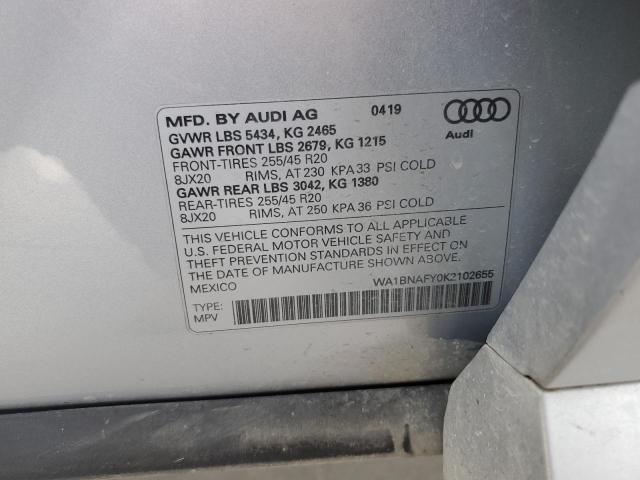 MFD. BY AUDI AG 0419
GVWR LBS 5434, KG 2465
GAWR FRONT LBS 2679, KG 1215
FRONT-TIRES 255/45 R20
8JX20 RIMS, AT 230 KPA 33 PSI COLD
GAWR REAR LBS 3042, KG 1380
REAR-TIRES 255/45 R20
8JX20 RIMS, AT 250 KPA 36 PSI COLD
Audi
THIS VEHICLE CONFORMS TO ALL APPLICABLE
U.S. FEDERAL MOTOR VEHICLE SAFETY AND
THEFT PREVENTION STANDARDS IN EFFECT ON
THE DATE OF MANUFACTURE SHOWN ABOVE.
MEXICO
WA1BNAFY0K2102655
TYPE:
MPV